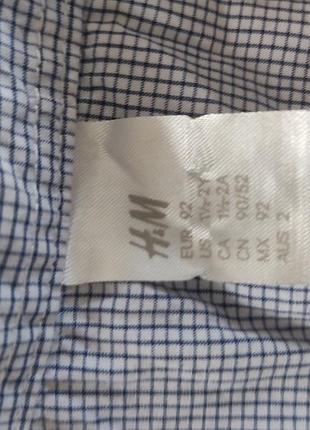 H&M
EUR 92
US 1½-2Y
CA 1½-2A
CN 90/52
MX 92
AUS 2